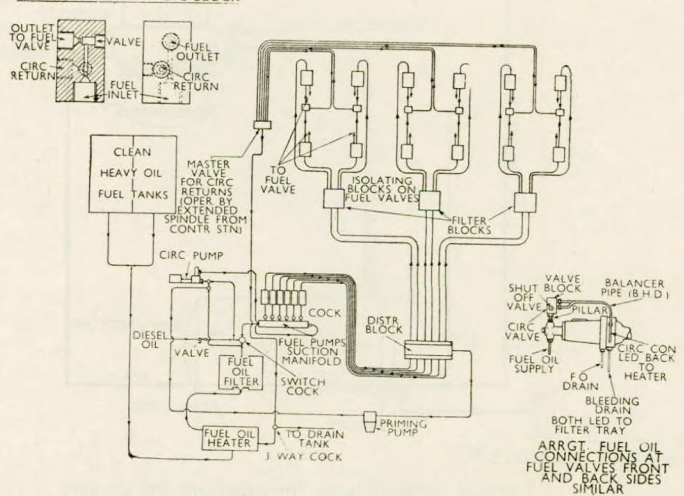 OUTLET
TO FUEL
VALVE
CIRC
RETURN
VALVE
FUEL
INLET
FUEL
OUTLET
CIRC
RETURN
CLEAN
HEAVY OIL
FUEL TANKS
MASTER
VALVE
FOR CIRC
RETURNS
(OPER BY
EXTENDED
SPINDLE FROM
CONTR STN)
TO
FUEL
VALVE
ISOLATING
BLOCKS ON
FUEL VALVES
FILTER
BLOCKS
CIRC PUMP
DIESEL
OIL
VALVE
COCK
FUEL PUMPS
SUCTION
MANIFOLD
DISTR
BLOCK
FUEL
OIL
FILTER
SWITCH
COCK
FUEL OIL
HEATER
TO DRAIN
TANK
3 WAY COCK
PRIMING
PUMP
VALVE BLOCK
SHUT
OFF
VALVE
PILLAR
BALANCER
PIPE (B.H.D)
CIRC
VALVE
FUEL OIL
SUPPLY
CIRC CON
LED BACK
TO
HEATER
F O
DRAIN
BLEEDING
DRAIN
BOTH LED TO
FILTER TRAY
ARRGT. FUEL OIL
CONNECTIONS AT
FUEL VALVES FRONT
AND BACK SIDES
SIMILAR